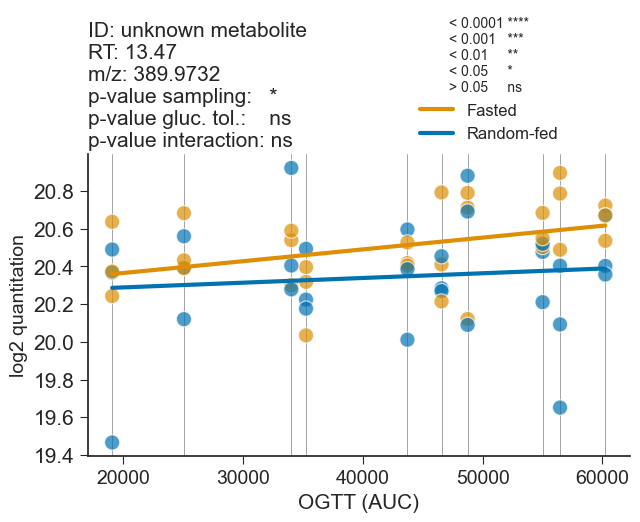 ID: unknown metabolite
RT: 13.47
m/z: 389.9732
p-value sampling: *
p-value gluc. tol.: ns
p-value interaction: ns
< 0.0001 ****
< 0.001 ***
< 0.01 **
< 0.05 *
> 0.05 ns
Fasted
Random-fed
log2 quantitation
20.8
20.6
20.4
20.2
20.0
19.8
19.6
19.4
20000 30000 40000 50000 60000
OGTT (AUC)